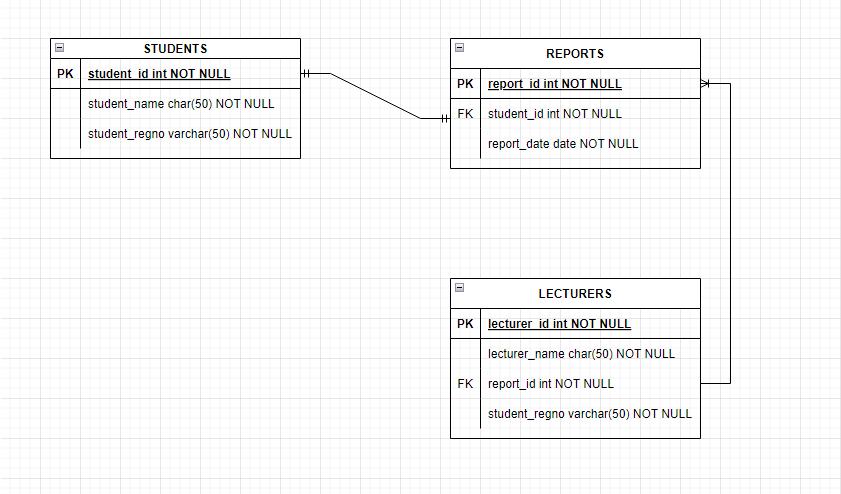 STUDENTS
PK student_id int NOT NULL
student_name char(50) NOT NULL
student_regno varchar(50) NOT NULL
REPORTS
PK report_id int NOT NULL
FK student_id int NOT NULL
report_date date NOT NULL
LECTURERS
PK lecturer_id int NOT NULL
lecturer_name char(50) NOT NULL
FK report_id int NOT NULL
student_regno varchar(50) NOT NULL